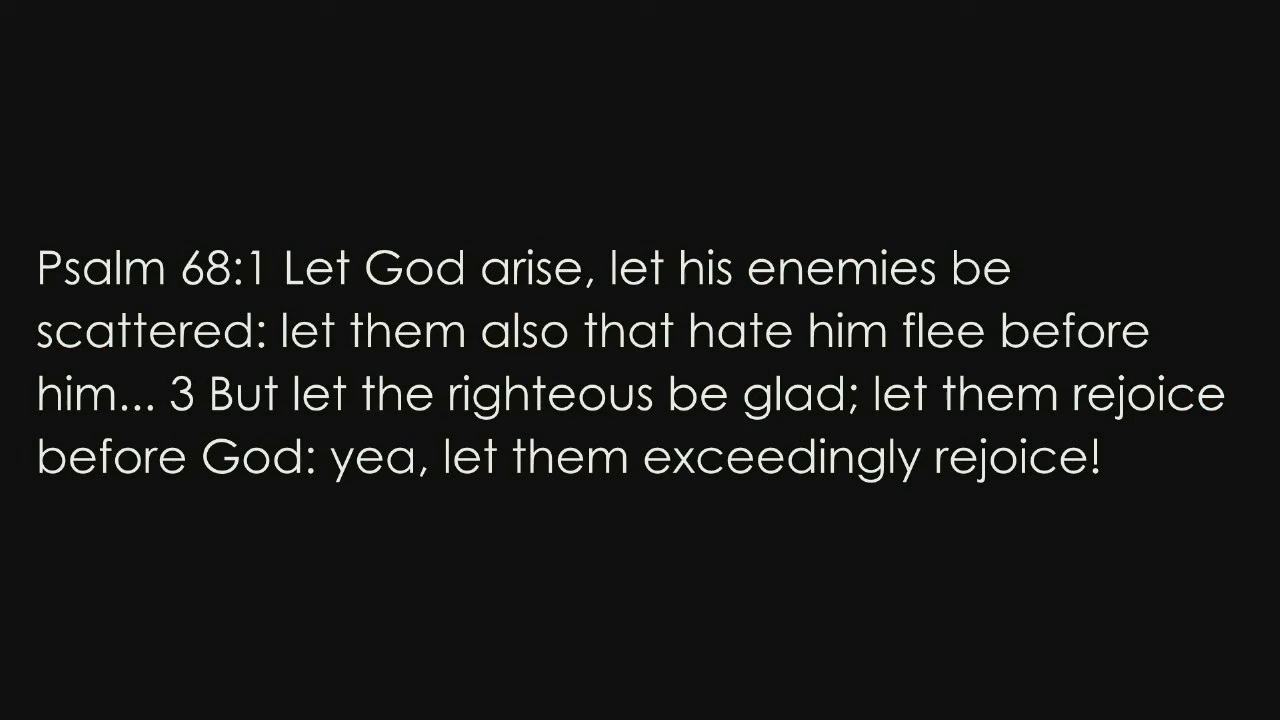 Psalm 68:1 Let God arise, let his enemies be
scattered: let them also that hate him flee before
him... 3 But let the righteous be glad; let them rejoice
before God: yea, let them exceedingly rejoice!